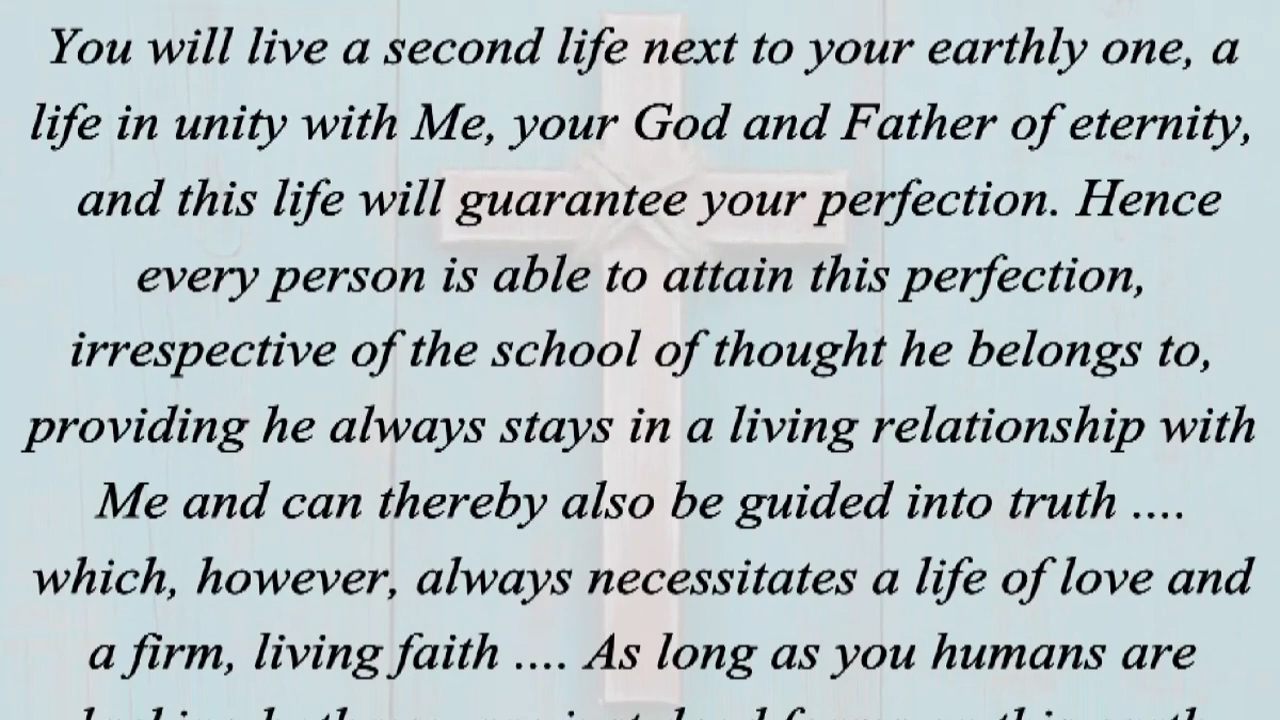 You will live a second life next to your earthly one, a
life in unity with Me, your God and Father of eternity,
and this life will guarantee your perfection. Hence
every person is able to attain this perfection,
irrespective of the school of thought he belongs to,
providing he always stays in a living relationship with
Me and can thereby also be guided into truth ....
which, however, always necessitates a life of love and
a firm, living faith .... As long as you humans are